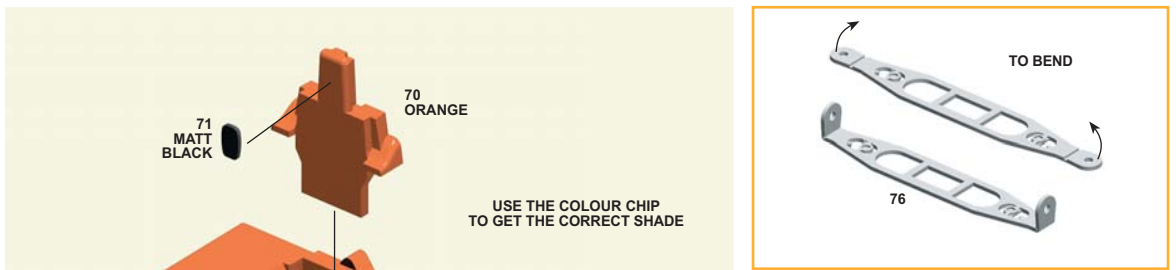 70
ORANGE
71
MATT
BLACK
USE THE COLOUR CHIP
TO GET THE CORRECT SHADE
TO BEND
76